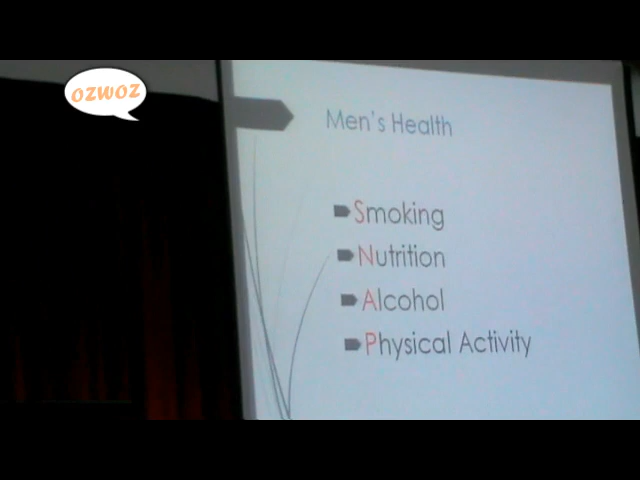 ozwoz
Men's Health
Smoking
Nutrition
Alcohol
Physical Activity